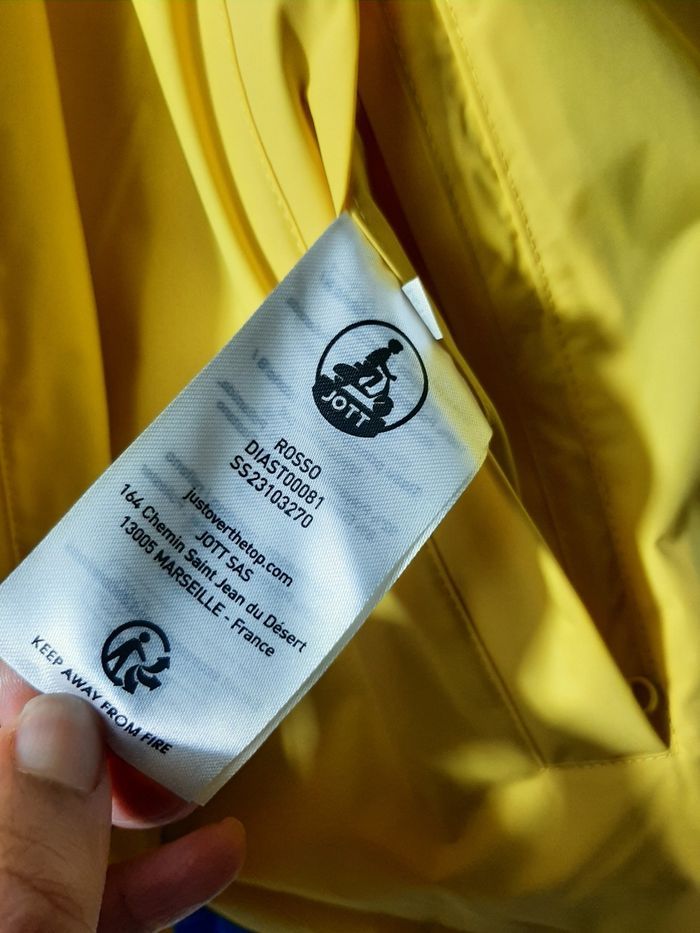 JOTT
ROSSO
DIAST00081
SS23103270
justoverthetop.com
JOTT SAS
164 Chemin Saint Jean du Désert
13005 MARSEILLE - France
KEEP AWAY FROM FIRE